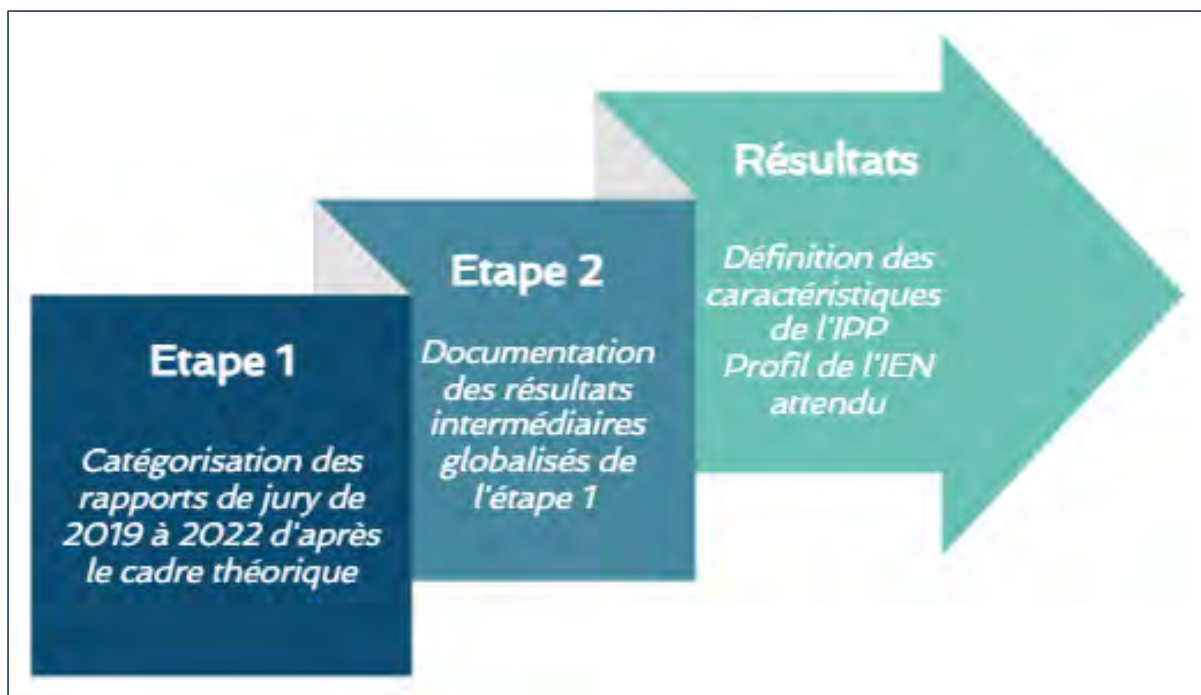 Etape 1
Catégorisation des
rapports de jury de
2019 à 2022 d'après
le cadre théorique
Etape 2
Documentation
des résultats
intermédiaires
globalisés de
l'étape 1
Résultats
Définition des
caractéristiques
de l'IPP
Profil de l'IEN
attendu